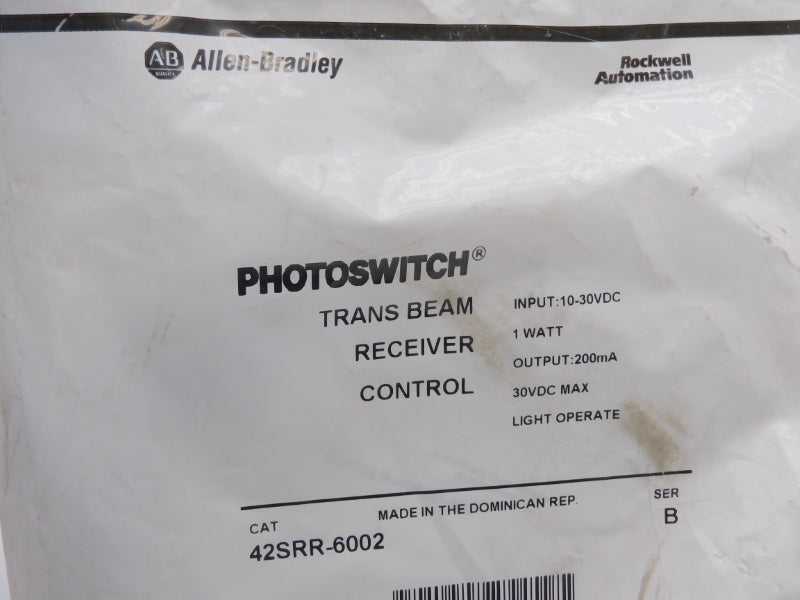 AB QUALITY Allen-Bradley
Rockwell
Automation
PHOTOSWITCH®
TRANS BEAM
RECEIVER
CONTROL
INPUT:10-30VDC
1 WATT
OUTPUT:200mA
30VDC MAX
LIGHT OPERATE
CAT
MADE IN THE DOMINICAN REP.
SER
42SRR-6002
B